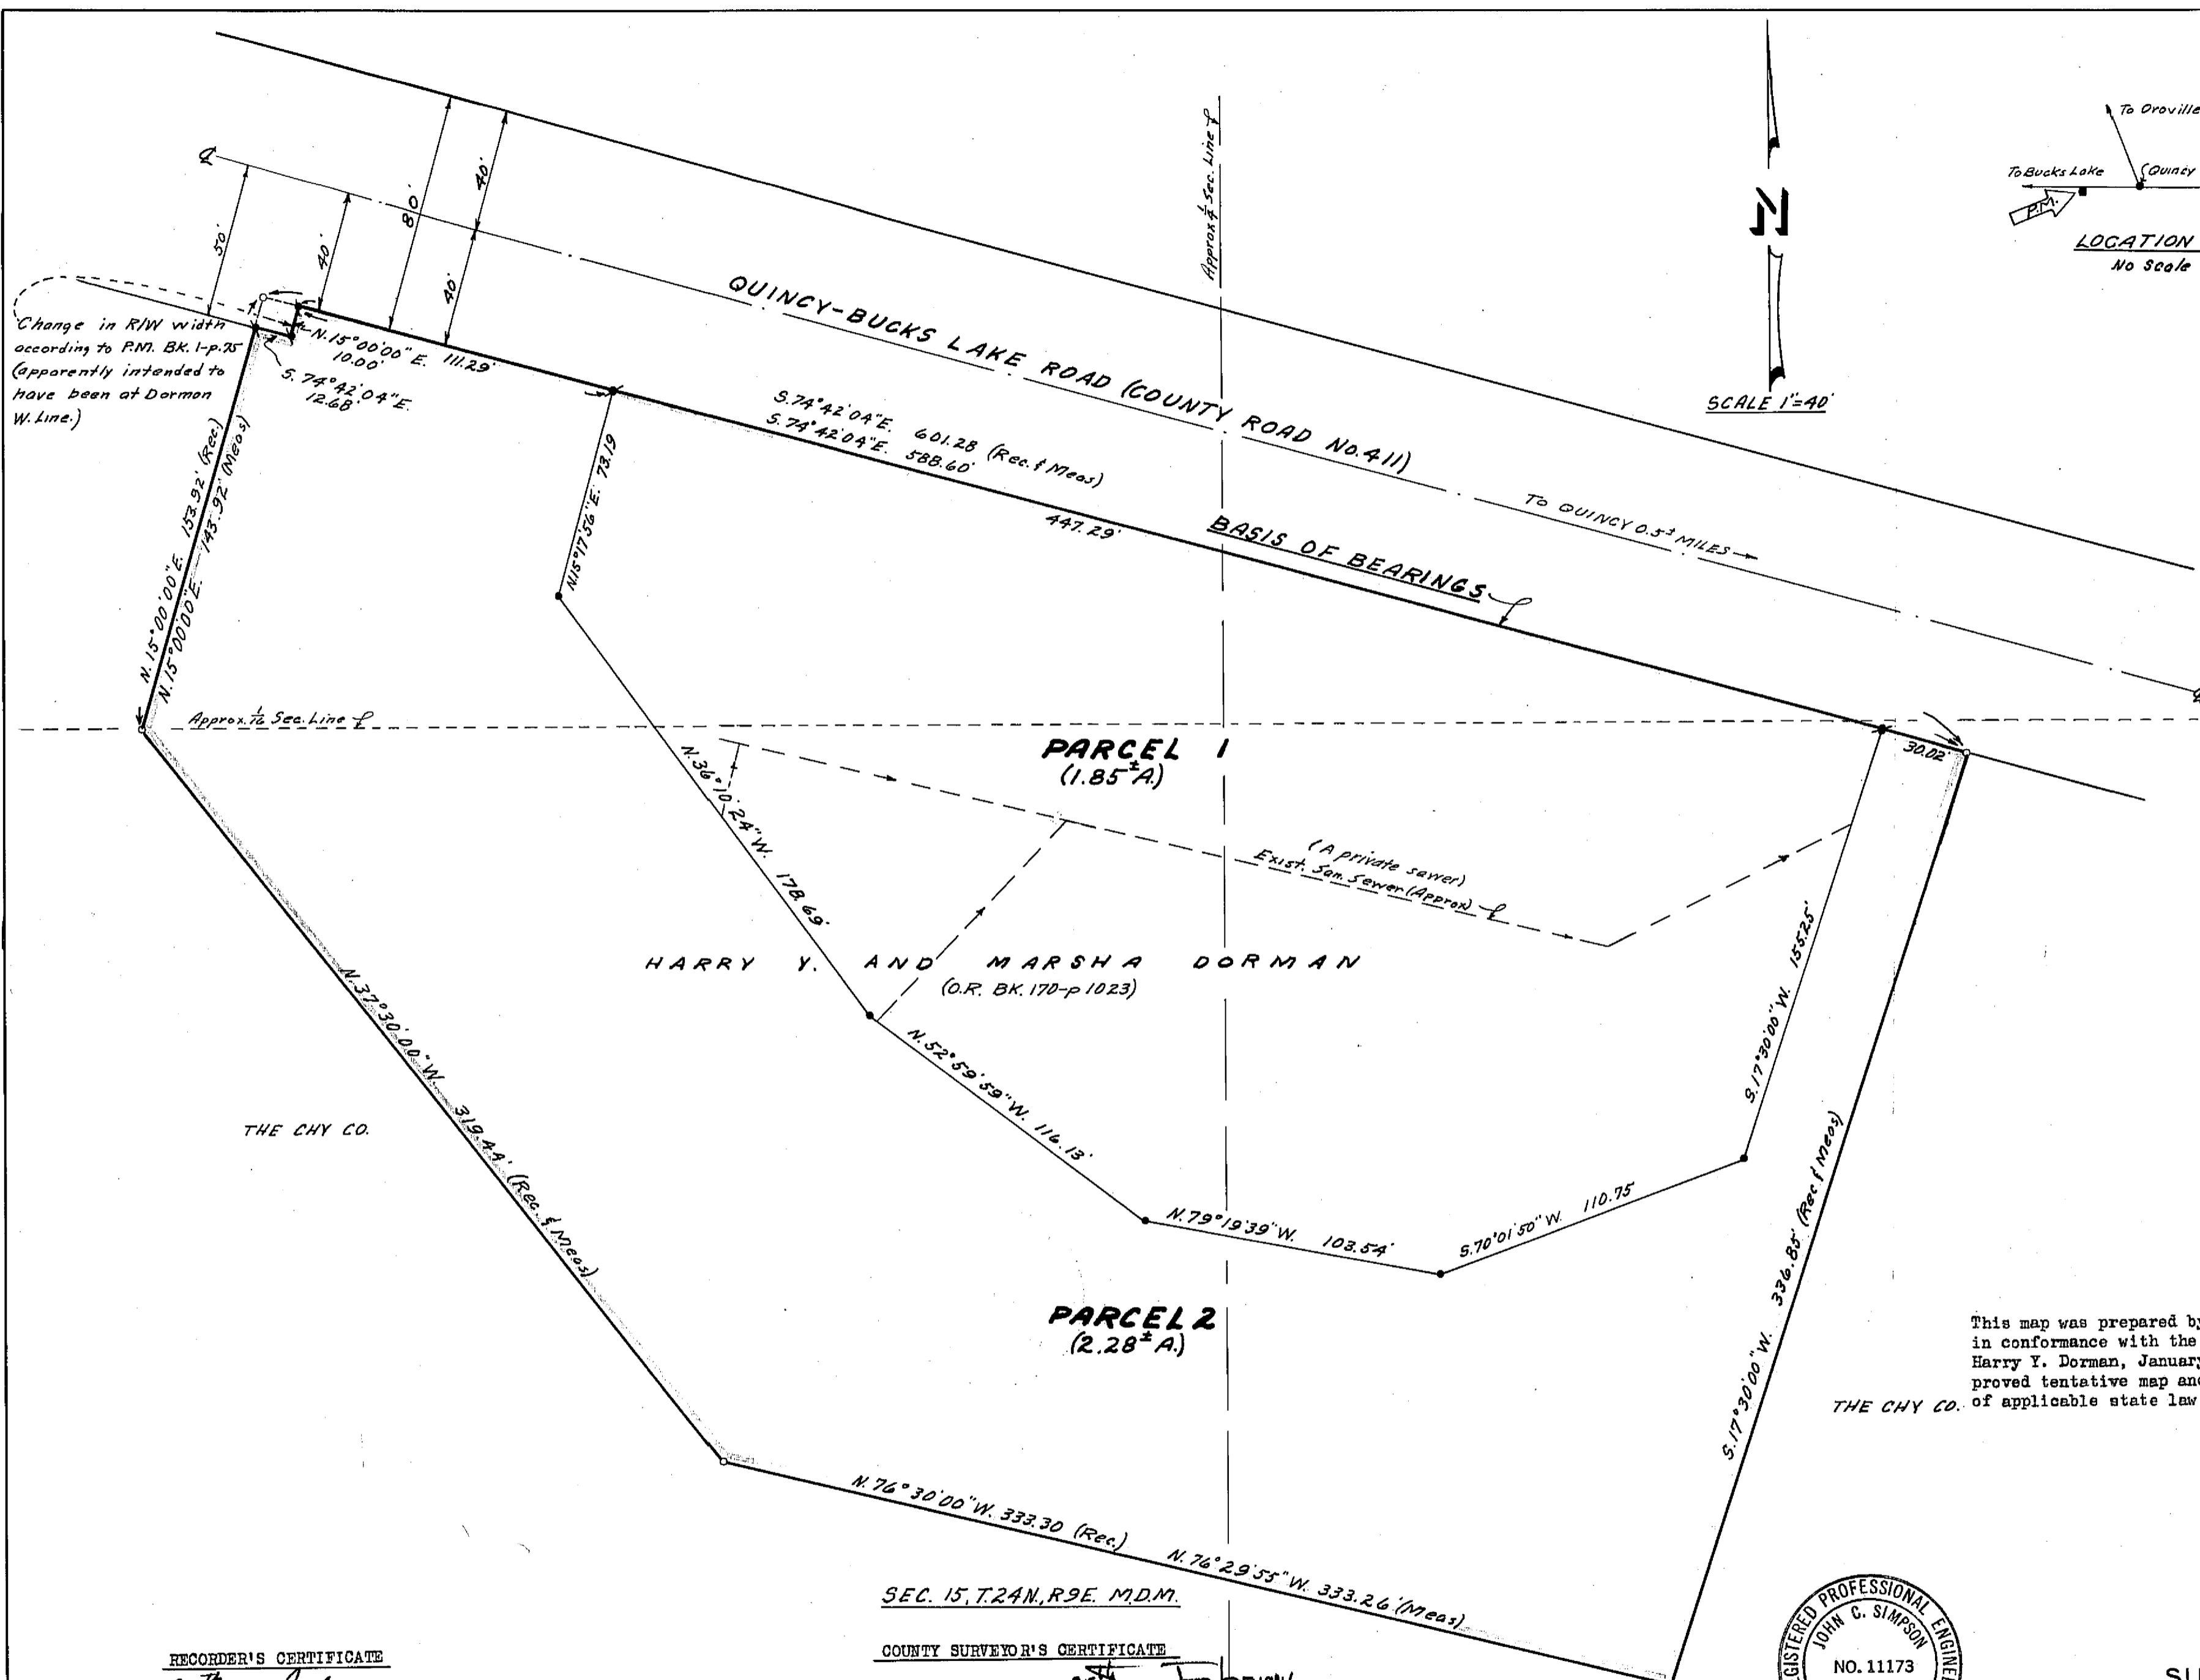 To Oroville
To Bucks Lake
Quincy
P.M.
LOCATION
No Scale
N
SCALE 1"=40'
Approx. 1/4 Sec. Line
50'
40'
80'
40'
40'
QUINCY-BUCKS LAKE ROAD (COUNTY ROAD No. 411)
TO QUINCY 0.5± MILES
Change in R/W width
according to P.M. BK. 1-p.75
(apparently intended to
have been at Dormon
W. Line.)
N. 15°00'00" E.
10.00'
111.29'
S. 74°42'04" E.
12.68'
S. 74°42'04" E. 601.28 (Rec. & Meas)
S. 74°42'04" E. 588.60'
447.29'
BASIS OF BEARINGS
N. 15°00'00" E. 153.92' (Rec.)
N. 15°00'00" E. 143.92' (Meas)
N. 15°17'56" E. 73.19
Approx. 1/16 Sec. Line
30.02'
PARCEL 1
(1.85± A.)
N. 36°10'24" W. 178.69'
(A private sewer)
Exist. San. Sewer (Approx)
HARRY Y. AND MARSHA DORMAN
(O.R. BK. 170-p 1023)
S. 17°30'00" W. 155.25'
N. 52°59'59" W. 116.13'
N. 79°19'39" W. 103.54'
S. 70°01'50" W. 110.75
N. 37°30'00" W. 319.44' (Rec. & Meas)
THE CHY CO.
S. 17°30'00" W. 336.85' (Rec & Meas)
PARCEL 2
(2.28± A.)
This map was prepared by
in conformance with the
Harry Y. Dorman, January
proved tentative map and
of applicable state law
THE CHY CO.
N. 76°30'00" W. 333.30 (Rec.)
N. 76°29'55" W. 333.26' (Meas)
SEC. 15, T.24N., R9E. M.D.M.
RECORDER'S CERTIFICATE
COUNTY SURVEYOR'S CERTIFICATE
REGISTERED PROFESSIONAL ENGINE
JOHN C. SIMPSON
NO. 11173
SU